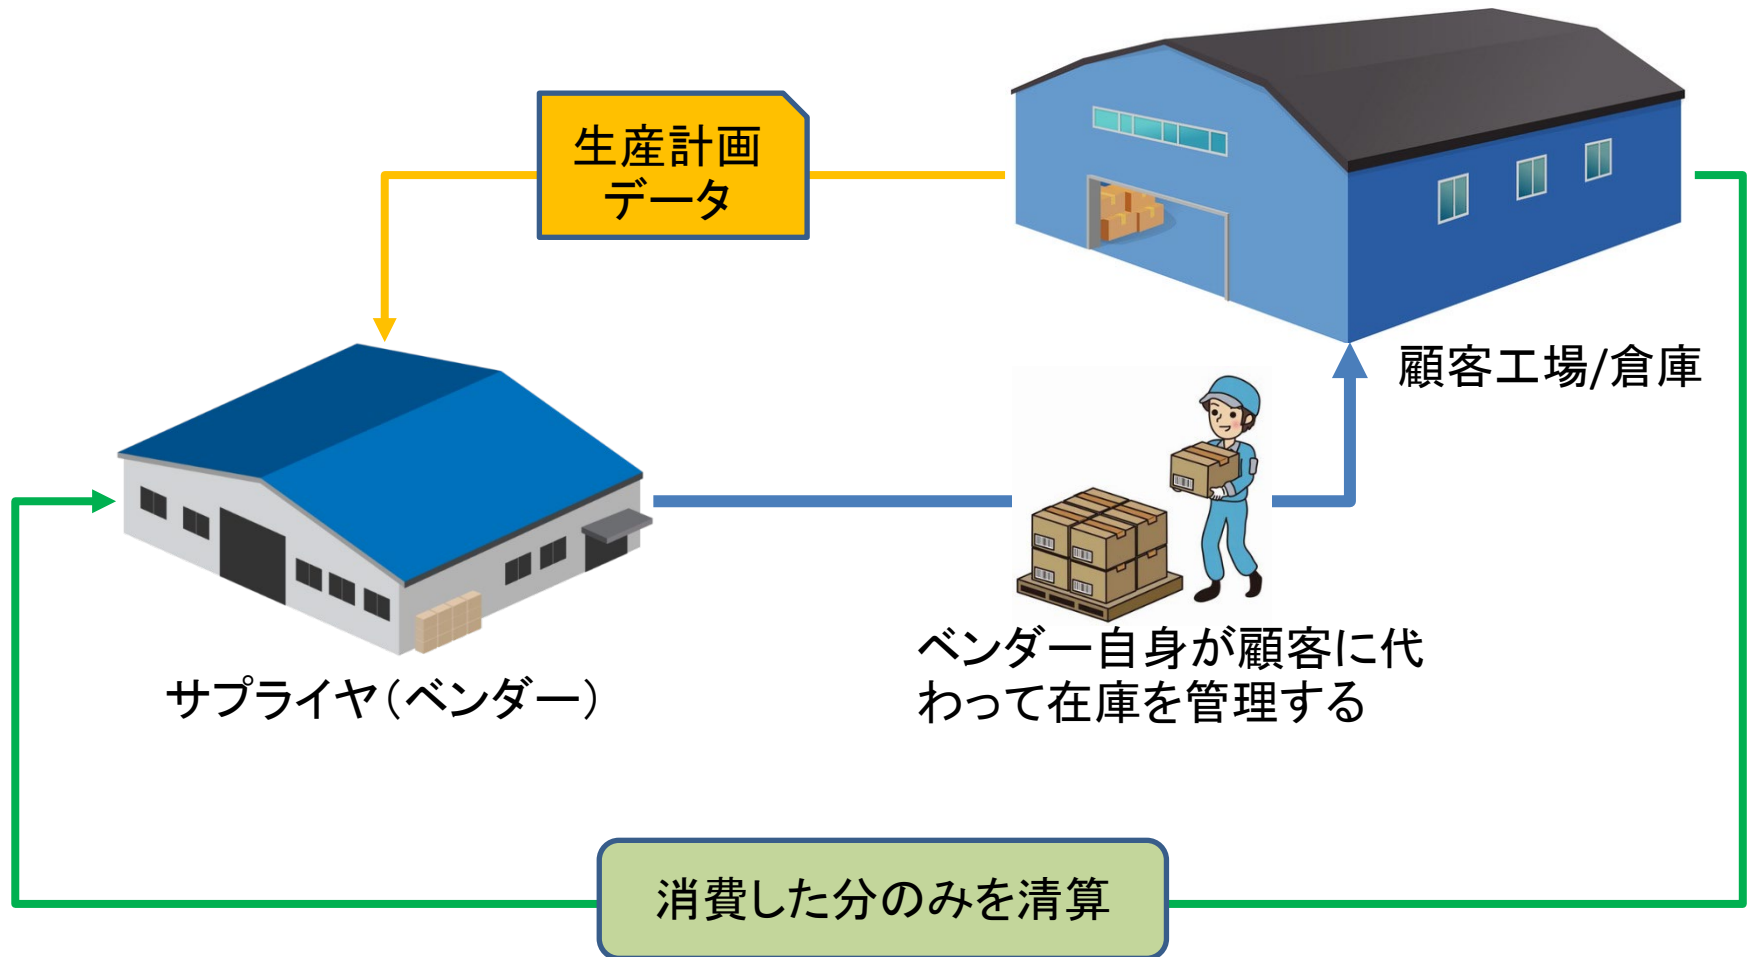 生産計画
データ
顧客工場/倉庫
サプライヤ（ベンダー）
ベンダー自身が顧客に代
わって在庫を管理する
消費した分のみを清算